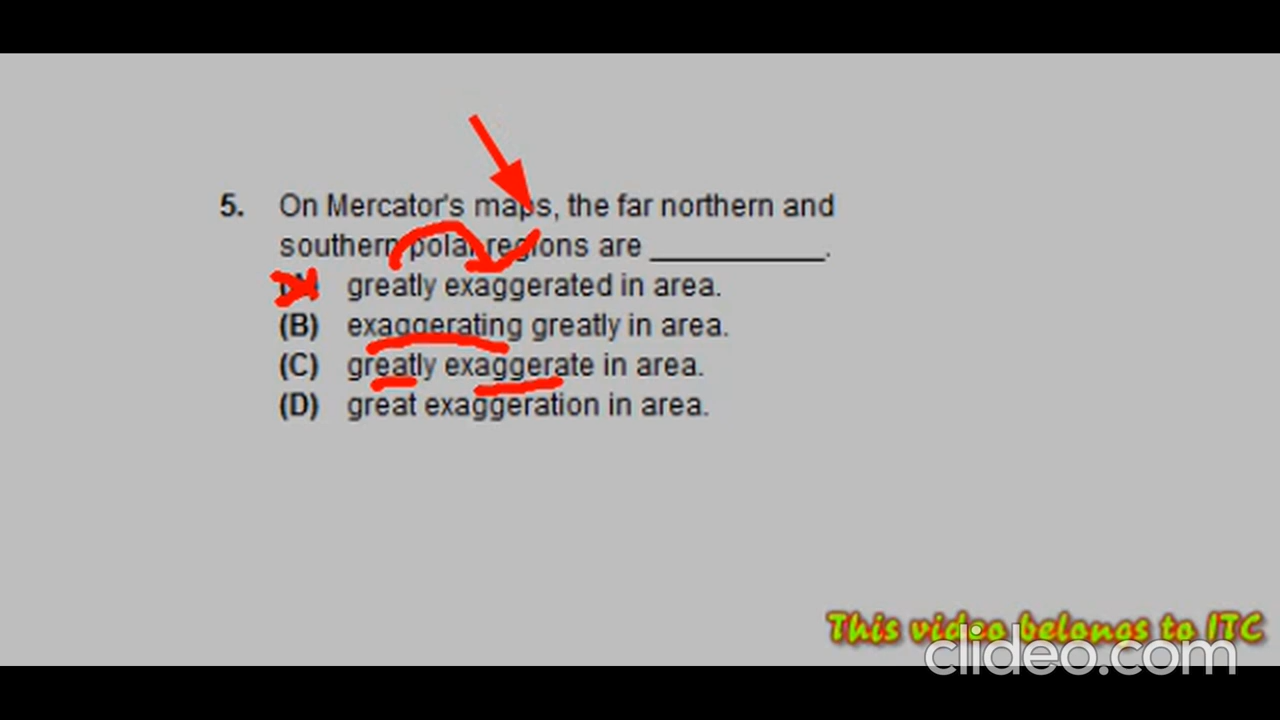 5. On Mercator's maps, the far northern and
southern polar regions are __________.
greatly exaggerated in area.
(B) exaggerating greatly in area.
(C) greatly exaggerate in area.
(D) great exaggeration in area.
This video belongs to ITC
clideo.com